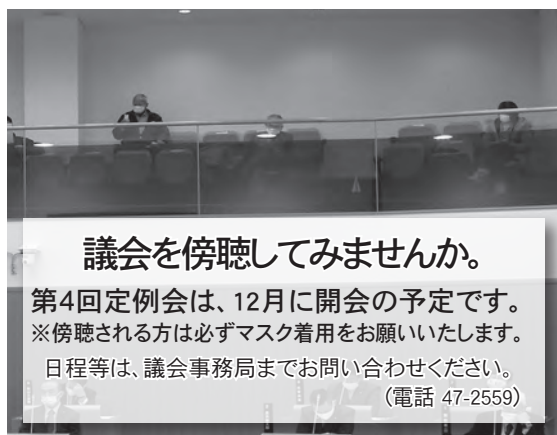 議会を傍聴してみませんか。
第4回定例会は、12月に開会の予定です。
※傍聴される方は必ずマスク着用をお願いいたします。
日程等は、議会事務局までお問い合わせください。
（電話 47-2559）